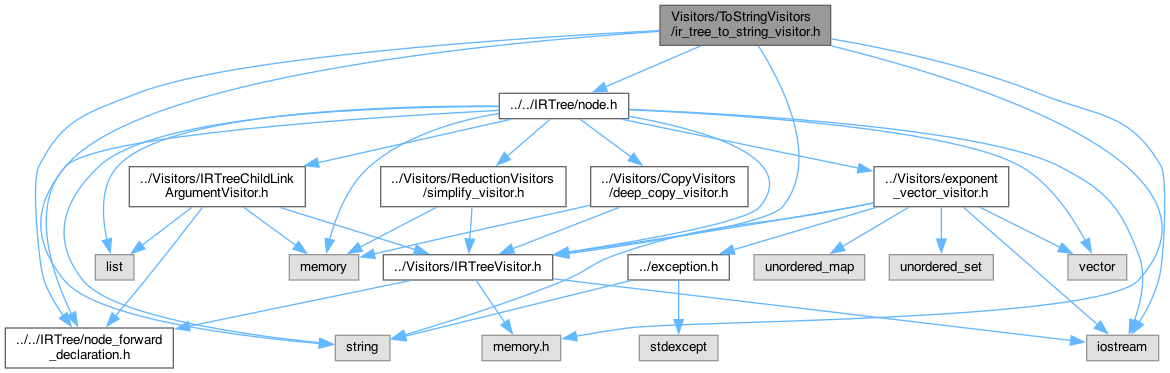 Visitors/ToStringVisitors
/ir_tree_to_string_visitor.h
../../IRTree/node.h
../Visitors/IRTreeChildLink
ArgumentVisitor.h
../Visitors/ReductionVisitors
/simplify_visitor.h
../Visitors/CopyVisitors
/deep_copy_visitor.h
../Visitors/exponent
_vector_visitor.h
list
memory
../Visitors/IRTreeVisitor.h
../exception.h
unordered_map
unordered_set
vector
../../IRTree/node_forward
_declaration.h
string
memory.h
stdexcept
iostream